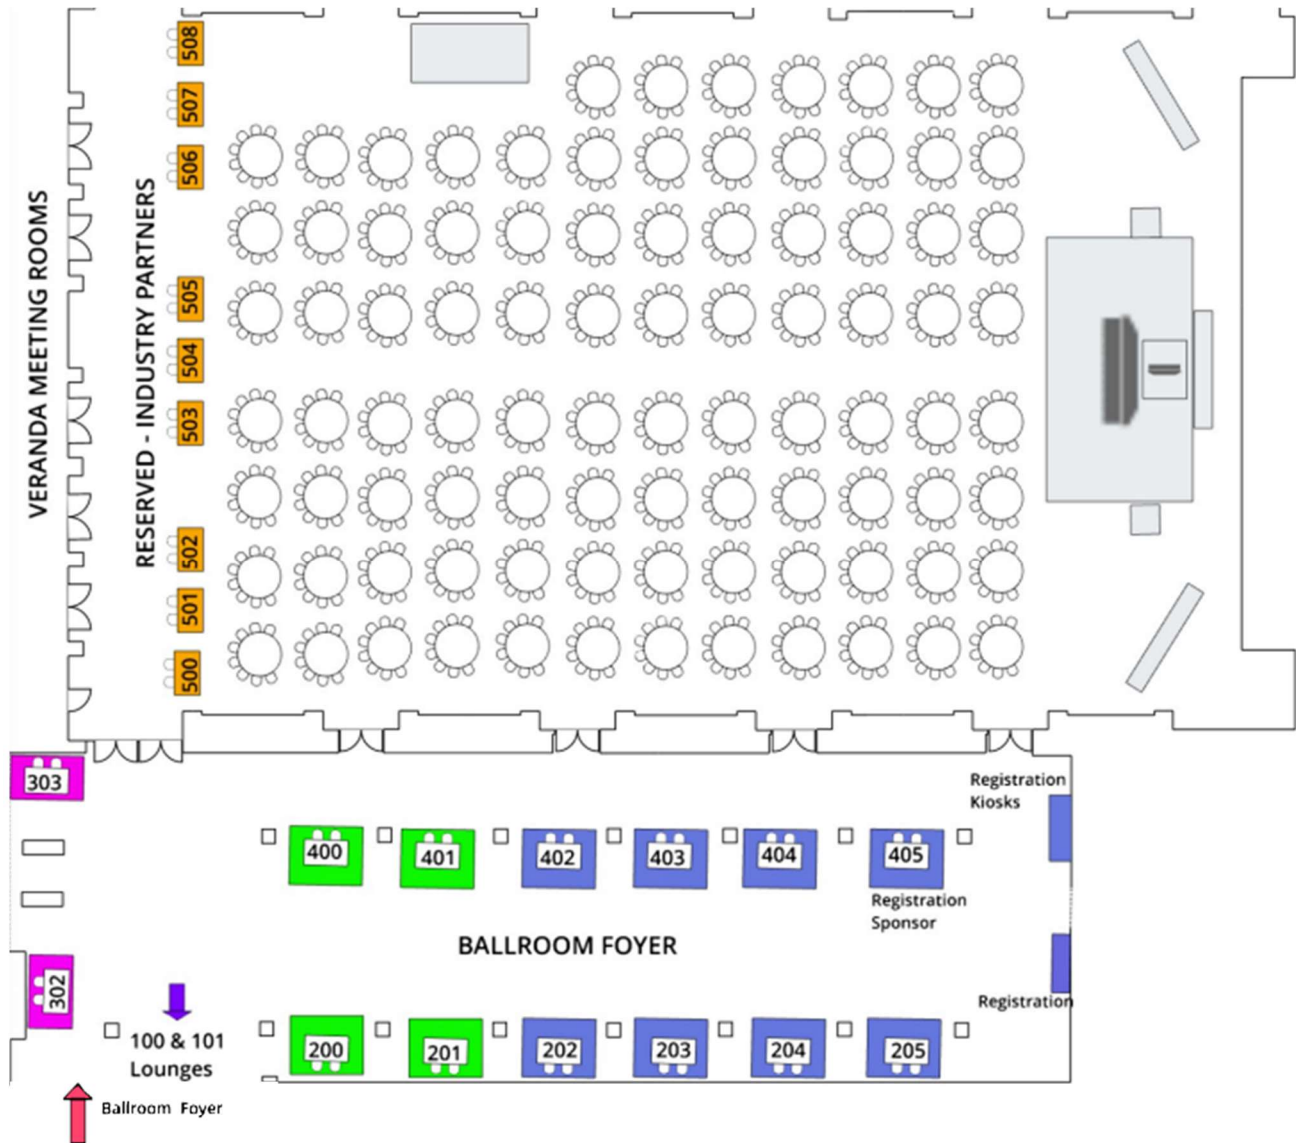 508
507
506
505
504
503
502
501
500
VERANDA MEETING ROOMS
RESERVED - INDUSTRY PARTNERS
303
302
Registration
Kiosks
400
401
402
403
404
405
Registration
Sponsor
BALLROOM FOYER
Registration
100 & 101
Lounges
200
201
202
203
204
205
Ballroom Foyer